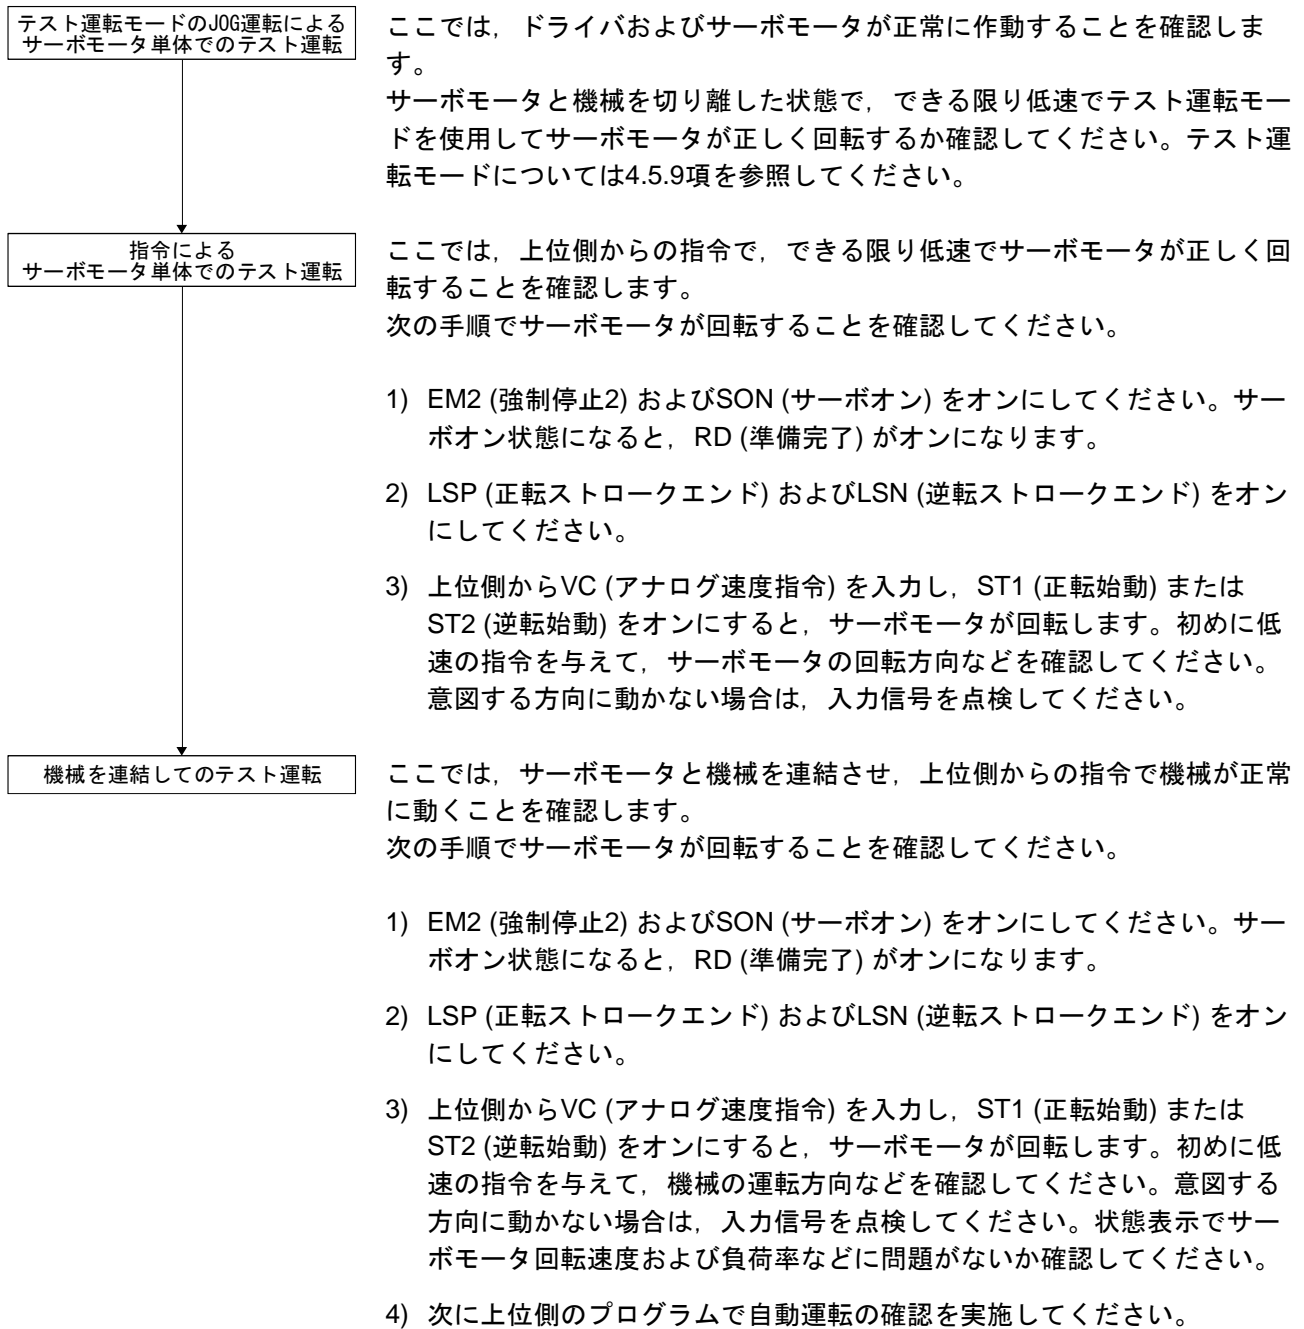 テスト運転モードのJOG運転による
サーボモータ単体でのテスト運転
ここでは，ドライバおよびサーボモータが正常に作動することを確認しま
す。
サーボモータと機械を切り離した状態で，できる限り低速でテスト運転モー
ドを使用してサーボモータが正しく回転するか確認してください。テスト運
転モードについては4.5.9項を参照してください。
指令による
サーボモータ単体でのテスト運転
ここでは，上位側からの指令で，できる限り低速でサーボモータが正しく回
転することを確認します。
次の手順でサーボモータが回転することを確認してください。
1) EM2 (強制停止2) およびSON (サーボオン) をオンにしてください。サー
ボオン状態になると，RD (準備完了) がオンになります。
2) LSP (正転ストロークエンド) およびLSN (逆転ストロークエンド) をオン
にしてください。
3) 上位側からVC (アナログ速度指令) を入力し，ST1 (正転始動) または
ST2 (逆転始動) をオンにすると，サーボモータが回転します。初めに低
速の指令を与えて，サーボモータの回転方向などを確認してください。
意図する方向に動かない場合は，入力信号を点検してください。
機械を連結してのテスト運転
ここでは，サーボモータと機械を連結させ，上位側からの指令で機械が正常
に動くことを確認します。
次の手順でサーボモータが回転することを確認してください。
1) EM2 (強制停止2) およびSON (サーボオン) をオンにしてください。サー
ボオン状態になると，RD (準備完了) がオンになります。
2) LSP (正転ストロークエンド) およびLSN (逆転ストロークエンド) をオン
にしてください。
3) 上位側からVC (アナログ速度指令) を入力し，ST1 (正転始動) または
ST2 (逆転始動) をオンにすると，サーボモータが回転します。初めに低
速の指令を与えて，機械の運転方向などを確認してください。意図する
方向に動かない場合は，入力信号を点検してください。状態表示でサー
ボモータ回転速度および負荷率などに問題がないか確認してください。
4) 次に上位側のプログラムで自動運転の確認を実施してください。